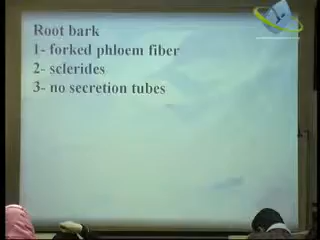 Root bark
1- forked phloem fiber
2- sclerides
3- no secretion tubes